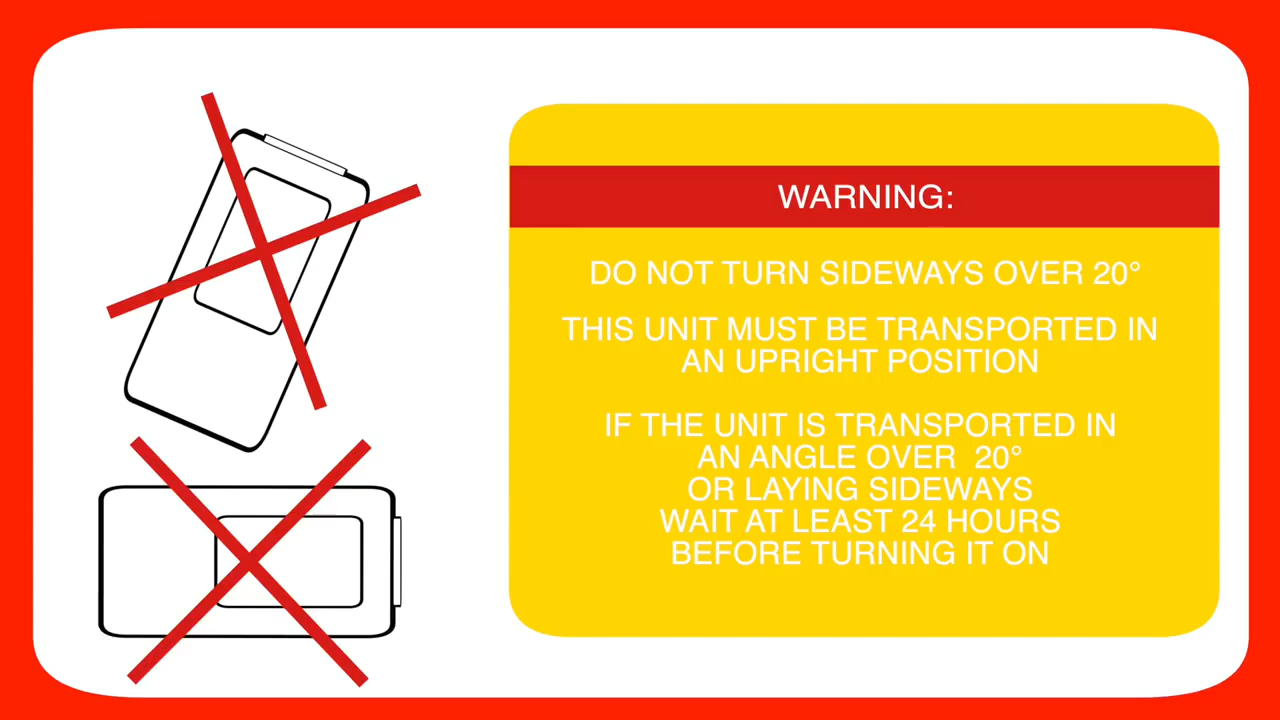 WARNING:
DO NOT TURN SIDEWAYS OVER 20°
THIS UNIT MUST BE TRANSPORTED IN
AN UPRIGHT POSITION
IF THE UNIT IS TRANSPORTED IN
AN ANGLE OVER  20°
OR LAYING SIDEWAYS
WAIT AT LEAST 24 HOURS
BEFORE TURNING IT ON